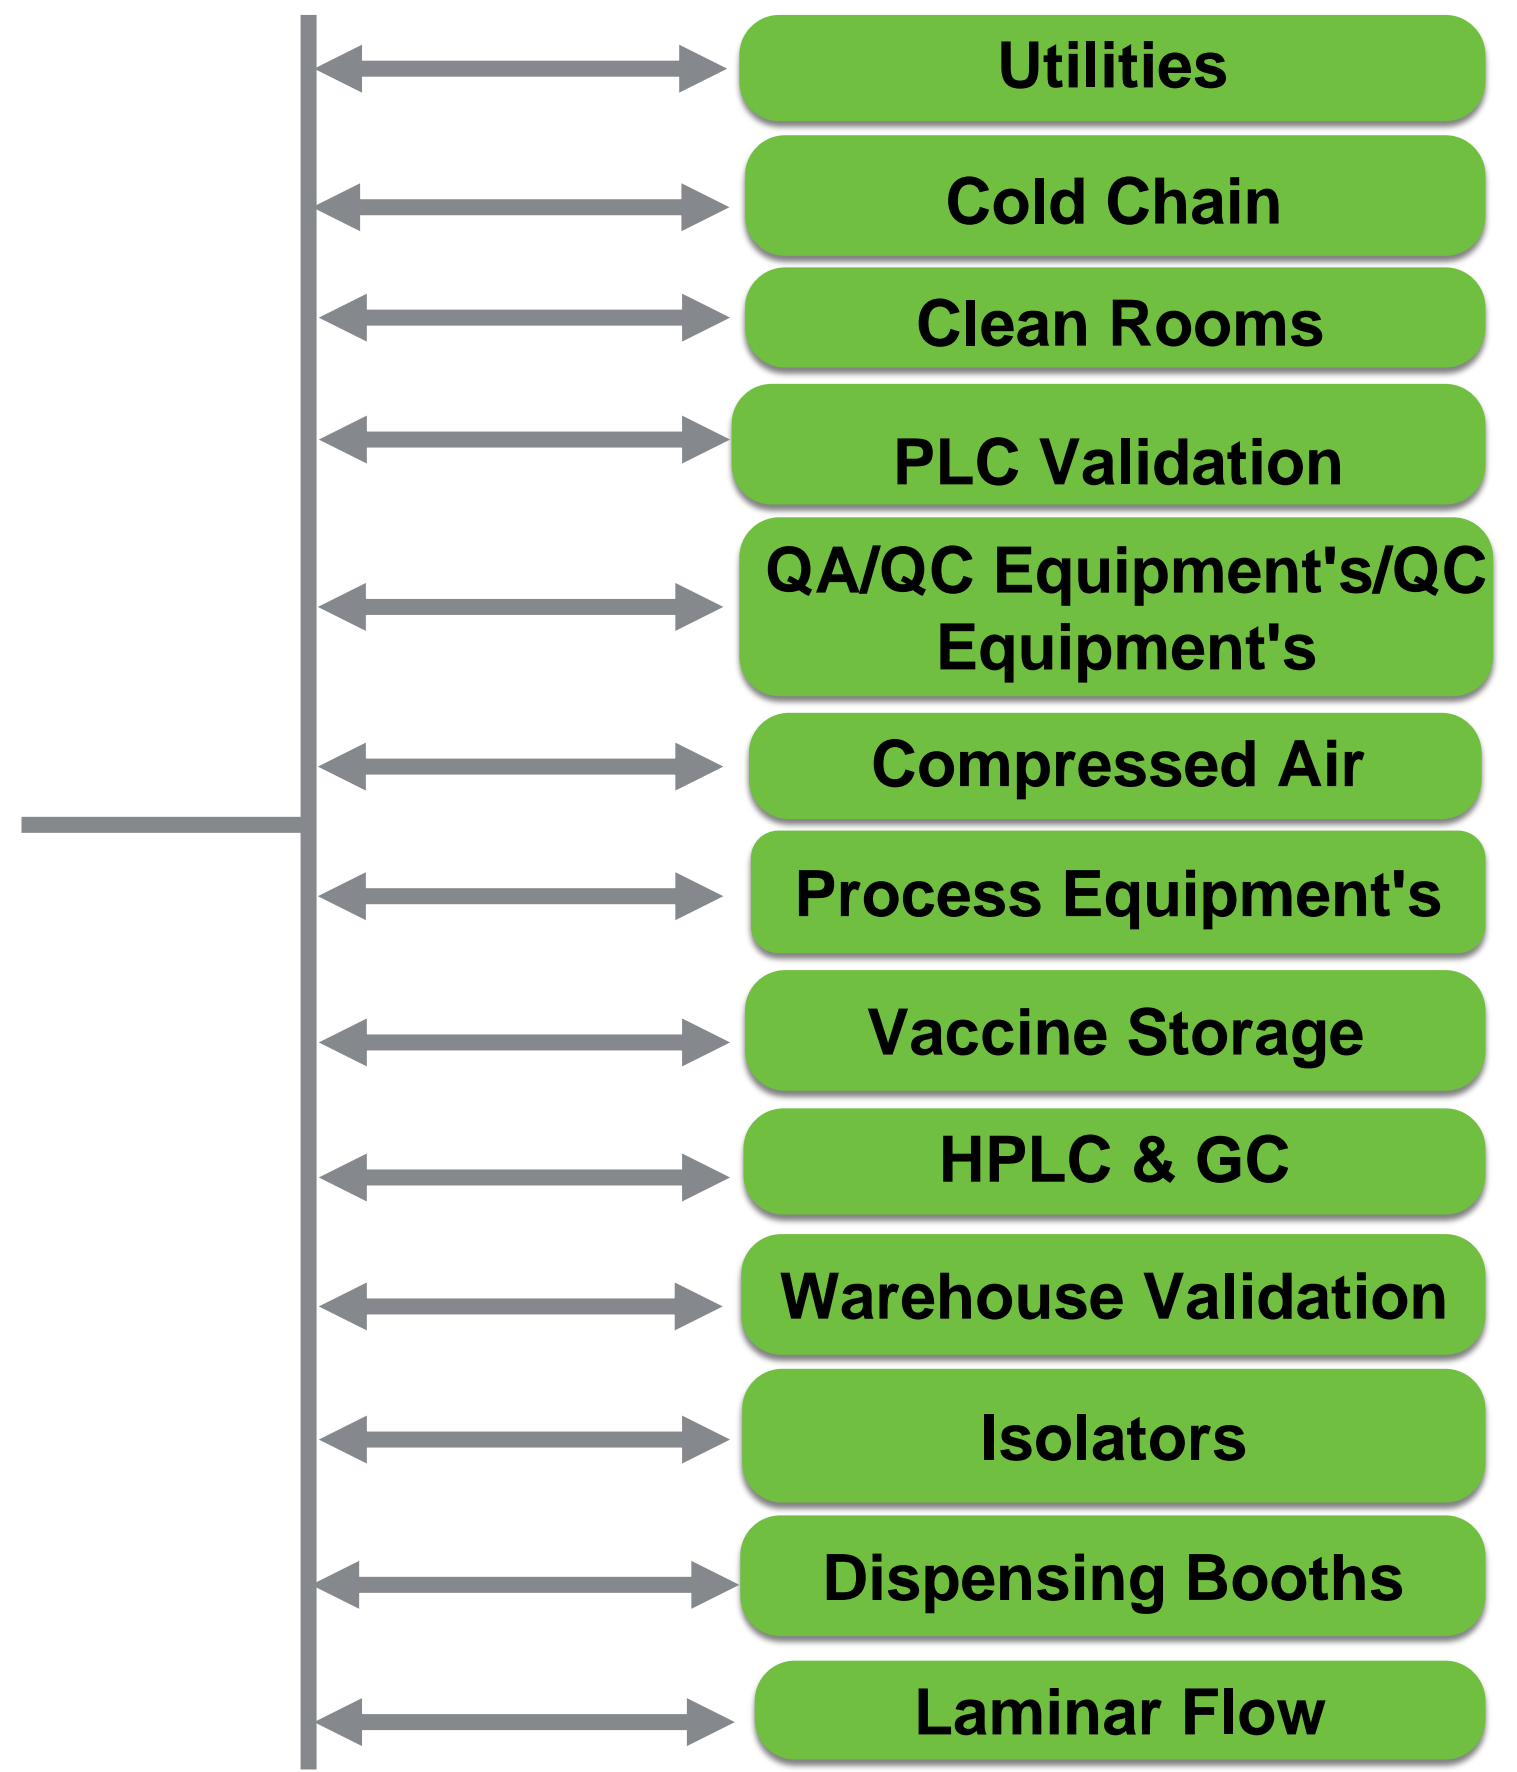 Utilities
Cold Chain
Clean Rooms
PLC Validation
QA/QC Equipment's/QC
Equipment's
Compressed Air
Process Equipment's
Vaccine Storage
HPLC & GC
Warehouse Validation
Isolators
Dispensing Booths
Laminar Flow